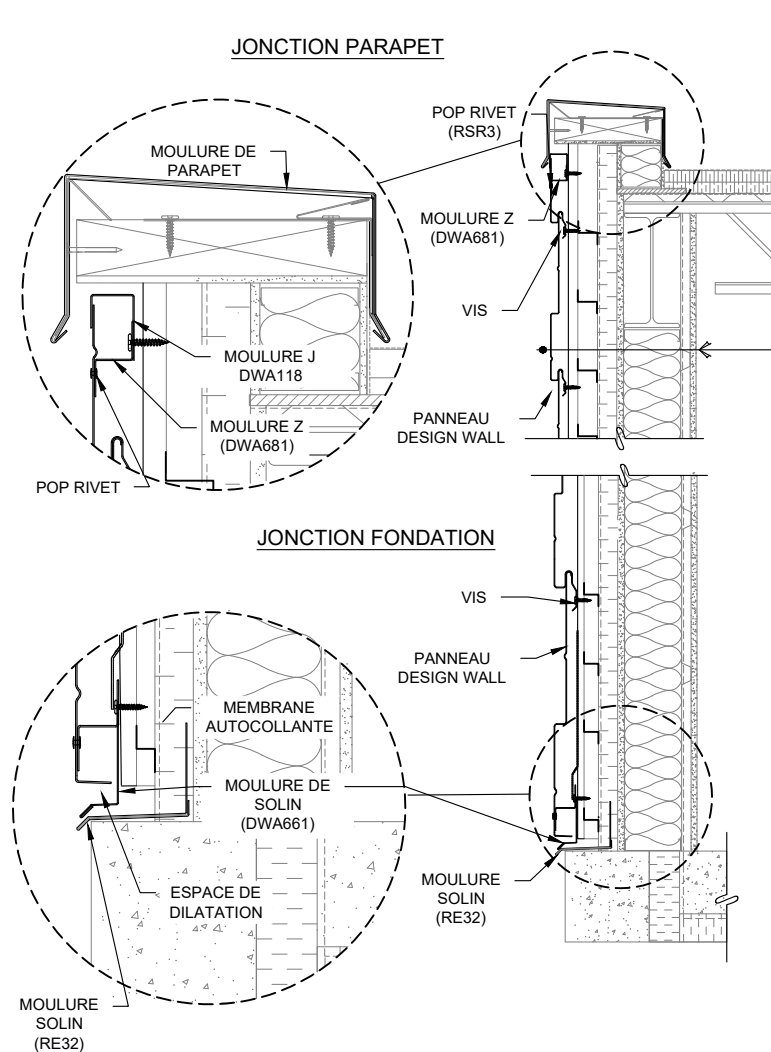 JONCTION PARAPET
MOULURE DE
PARAPET
MOULURE J
DWA118
MOULURE Z
(DWA681)
POP RIVET
POP RIVET
(RSR3)
MOULURE Z
(DWA681)
VIS
PANNEAU
DESIGN WALL
JONCTION FONDATION
VIS
PANNEAU
DESIGN WALL
MEMBRANE
AUTOCOLLANTE
MOULURE DE
SOLIN
(DWA661)
ESPACE DE
DILATATION
MOULURE
SOLIN
(RE32)
MOULURE
SOLIN
(RE32)